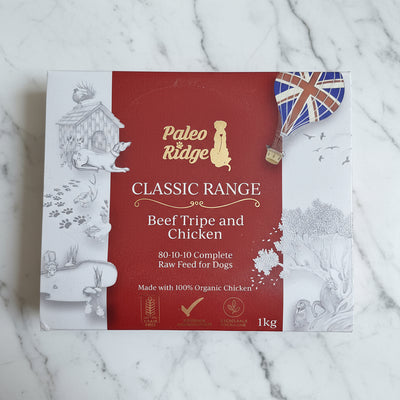 Paleo
Ridge
CLASSIC RANGE
Beef Tripe and
Chicken
80-10-10 Complete
Raw Feed for Dogs
Made with 100% Organic Chicken
1kg